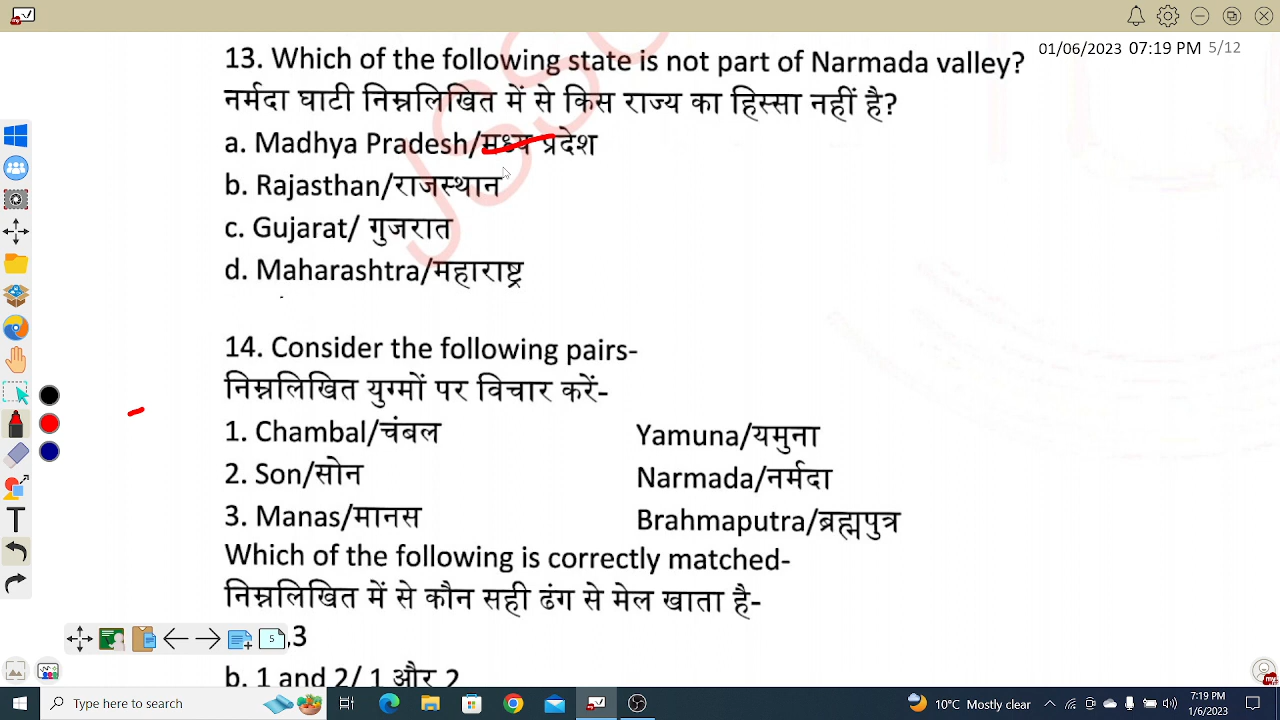 01/06/2023 07:19 PM 5/12
13. Which of the following state is not part of Narmada valley?
नर्मदा घाटी निम्नलिखित में से किस राज्य का हिस्सा नहीं है?
a. Madhya Pradesh/मध्य प्रदेश
b. Rajasthan/राजस्थान
c. Gujarat/ गुजरात
d. Maharashtra/महाराष्ट्र
14. Consider the following pairs-
निम्नलिखित युग्मों पर विचार करें-
1. Chambal/चंबल Yamuna/यमुना
2. Son/सोन Narmada/नर्मदा
3. Manas/मानस Brahmaputra/ब्रह्मपुत्र
Which of the following is correctly matched-
निम्नलिखित में से कौन सही ढंग से मेल खाता है-
5 ,3
b. 1 and 2/ 1 और 2
Type here to search
10°C Mostly clear
7:19 PM
1/6/2023